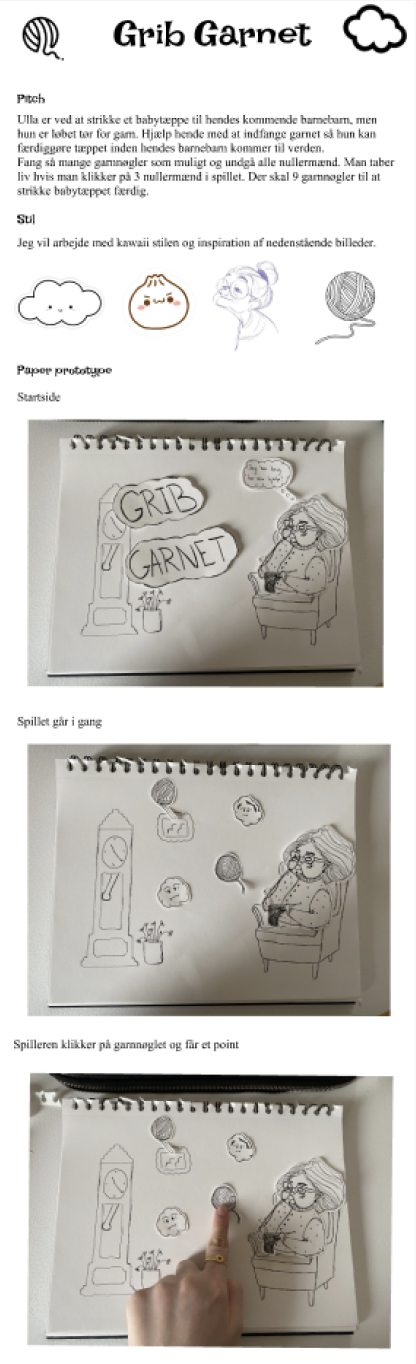 Grib Garnet
Pitch
Ulla er ved at strikke et babytæppe til hendes kommende barnebarn, men
hun er løbet tør for garn. Hjælp hende med at indfange garnet så hun kan
færdiggøre tæppet inden hendes barnebarn kommer til verden.
Fang så mange garnnøgler som muligt og undgå alle nullermænd. Man taber
liv hvis man klikker på 3 nullermænd i spillet. Der skal 9 garnnøgler til at
strikke babytæppet færdig.
Stil
Jeg vil arbejde med kawaii stilen og inspiration af nedenstående billeder.
Paper prototype
Startside
GRIB
GARNET
Spillet går i gang
Spilleren klikker på garnnøglet og får et point